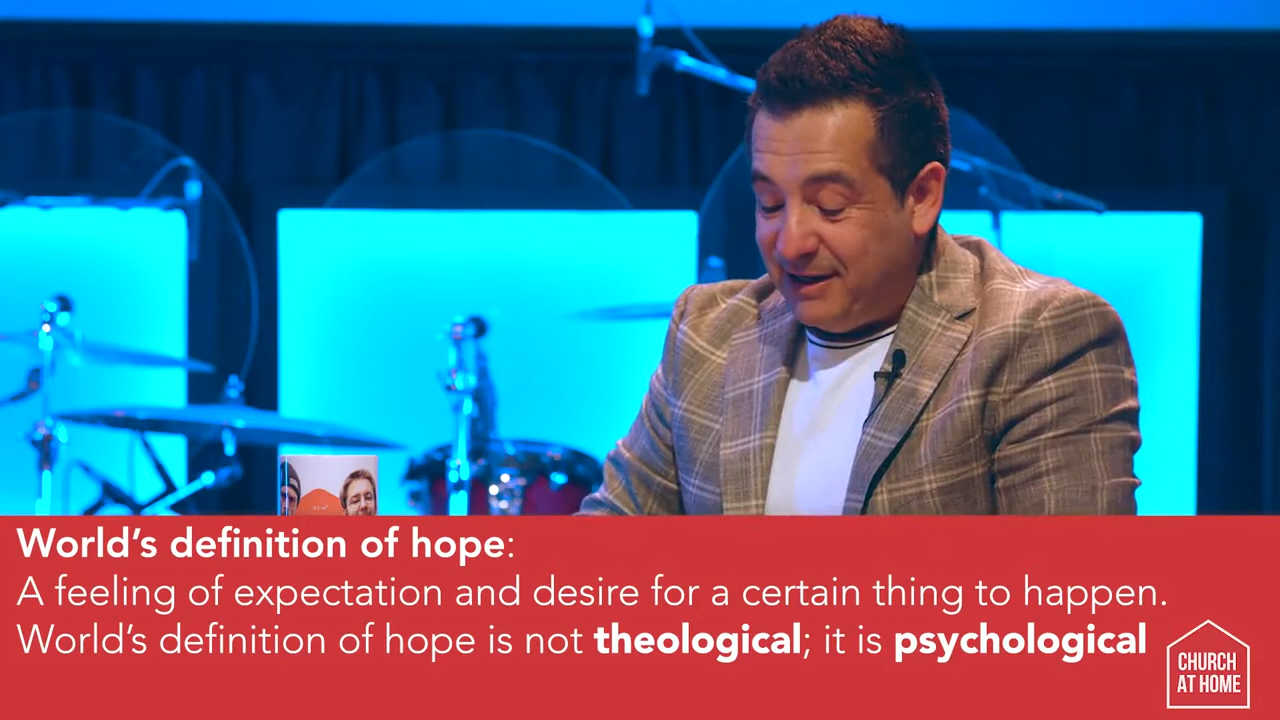 World's definition of hope:
A feeling of expectation and desire for a certain thing to happen.
World's definition of hope is not theological; it is psychological
CHURCH
AT HOME